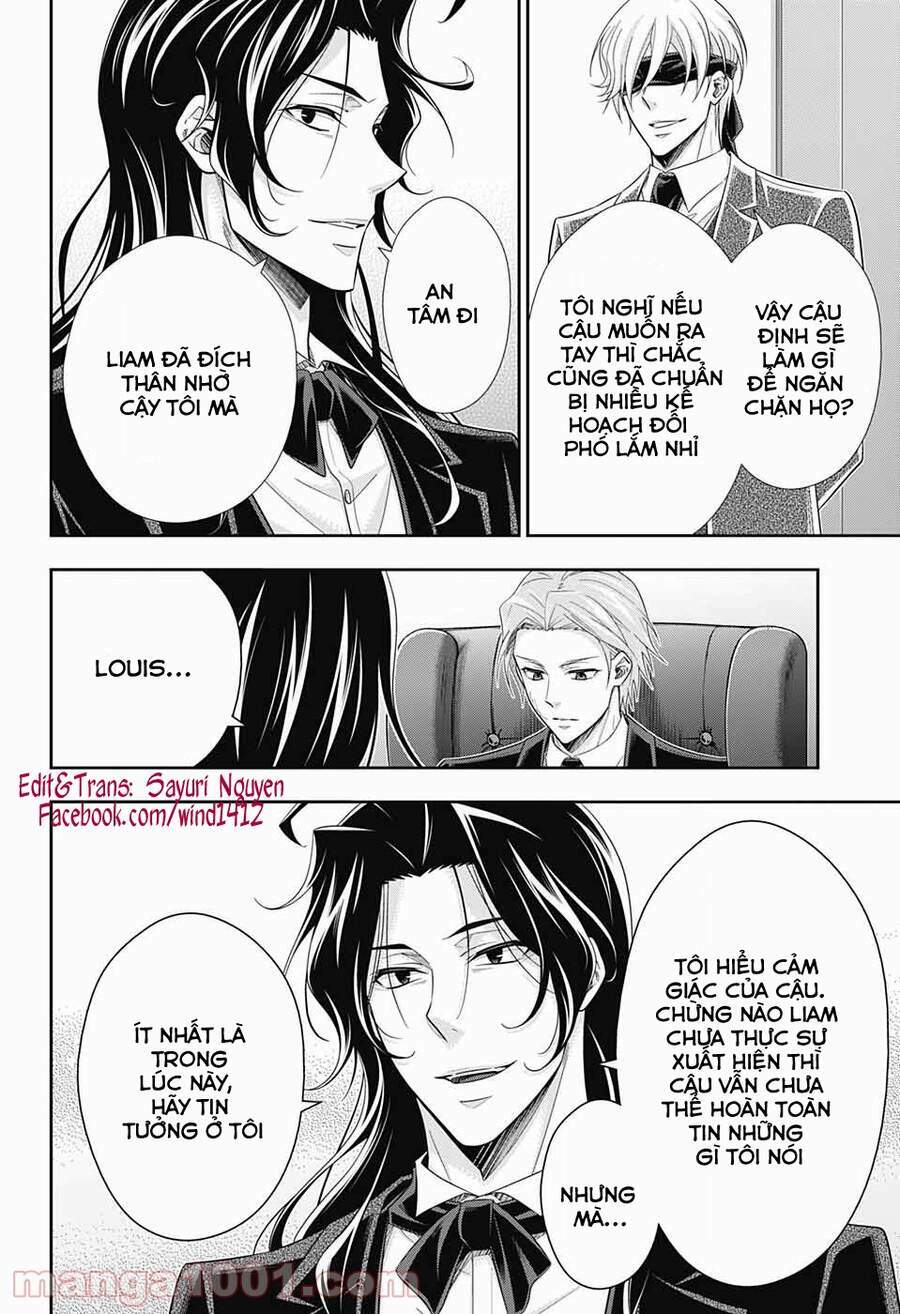 VẬY CẬU
ĐỊNH SẼ
LÀM GÌ
ĐỂ NGĂN
CHẶN HỌ?
TÔI NGHĨ NẾU
CẬU MUỐN RA
TAY THÌ CHẮC
CŨNG ĐÃ CHUẨN
BỊ NHIỀU KẾ
HOẠCH ĐỐI
PHÓ LẮM NHỈ
AN
TÂM ĐI
LIAM ĐÃ ĐÍCH
THÂN NHỜ
CẬY TÔI MÀ
LOUIS...
Edit&Trans: Sayuri Nguyen
Facebook.com/wind1412
TÔI HIỂU CẢM
GIÁC CỦA CẬU.
CHỪNG NÀO LIAM
CHƯA THỰC SỰ
XUẤT HIỆN THÌ
CẬU VẪN CHƯA
THỂ HOÀN TOÀN
TIN NHỮNG
GÌ TÔI NÓI
NHƯNG
MÀ...
ÍT NHẤT LÀ
TRONG
LÚC NÀY,
HÃY TIN
TƯỞNG Ở TÔI
manga1001.com